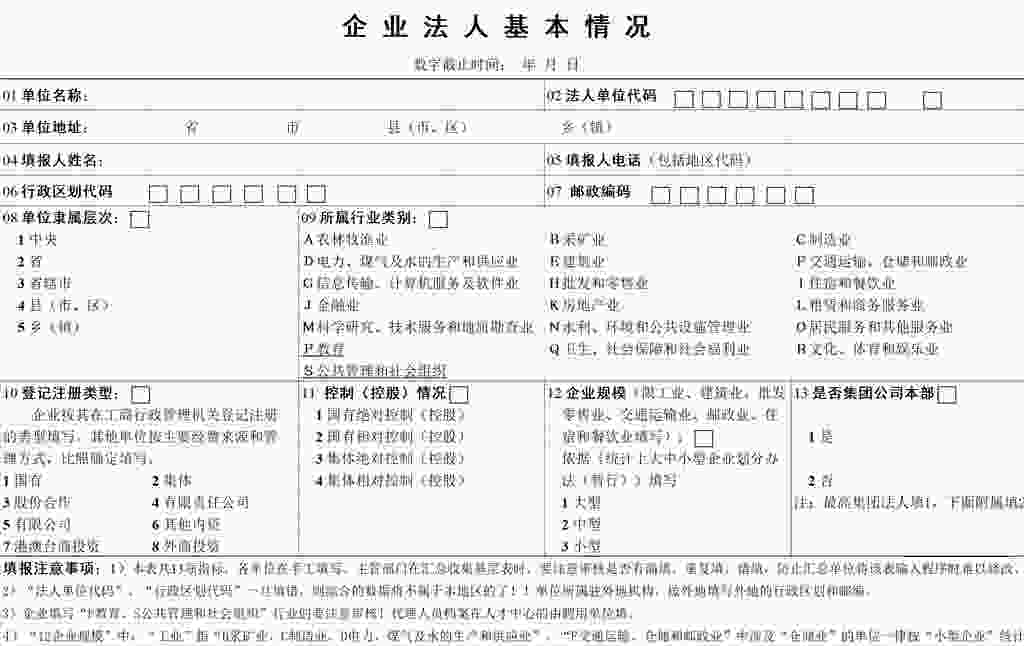 企业法人基本情况
数字截止时间： 年 月 日
01 单位名称： 02 法人单位代码
03 单位地址： 省 市 县（市、区） 乡（镇）
04 填报人姓名： 05 填报人电话（包括地区代码）
06 行政区划代码 07 邮政编码
08 单位隶属层次： 09 所属行业类别：
1 中央 A 农林牧渔业 B 采矿业 C 制造业
2 省 D 电力、煤气及水的生产和供应业 E 建筑业 F 交通运输、仓储和邮政业
3 省辖市 G 信息传输、计算机服务及软件业 H 批发和零售业 I 住宿和餐饮业
4 县（市、区） J 金融业 K 房地产业 L 租赁和商务服务业
5 乡（镇） M 科学研究、技术服务和地质勘查业 N 水利、环境和公共设施管理业 O 居民服务和其他服务业
P 教育 Q 卫生、社会保障和社会福利业 R 文化、体育和娱乐业
S 公共管理和社会组织
10 登记注册类型：
企业按其在工商行政管理机关登记注册
的类型填写，其他单位按主要经费来源和管
理方式，比照确定填写。
1 国有 2 集体
3 股份合作 4 有限责任公司
5 有限公司 6 其他内资
7 港澳台商投资 8 外商投资
11 控制（控股）情况
1 国有绝对控制（控股）
2 国有相对控制（控股）
3 集体绝对控制（控股）
4 集体相对控制（控股）
12 企业规模（限工业、建筑业，批发
零售业、交通运输业、邮政业、住
宿和餐饮业填写）：
依据《统计上大中小型企业划分办
法（暂行）》填写
1 大型
2 中型
3 小型
13 是否集团公司本部
1 是
2 否
注：最高集团法人填1，下面附属填2
填报注意事项：1）本表共13项指标，各单位在手工填写、主管部门在汇总收集基层表时，要注意审核是否有漏填、重复填、错填，防止汇总单位将该表输入程序时难以修改、
2）“法人单位代码”、“行政区划代码”一旦填错，则综合的数据将不属于本地区的了！！单位所属驻外地机构，应外地填写外地的行政区划和邮编。
3）企业填写“P教育、S公共管理和社会组织”行业的要注意审核！代理人员档案在人才中心的由聘用单位填。
4）“12企业规模”中，“工业”指“B采矿业、C制造业、D电力、煤气及水的生产和供应业”，“F交通运输、仓储和邮政业”中涉及“仓储业”的单位一律按“小型企业”统计